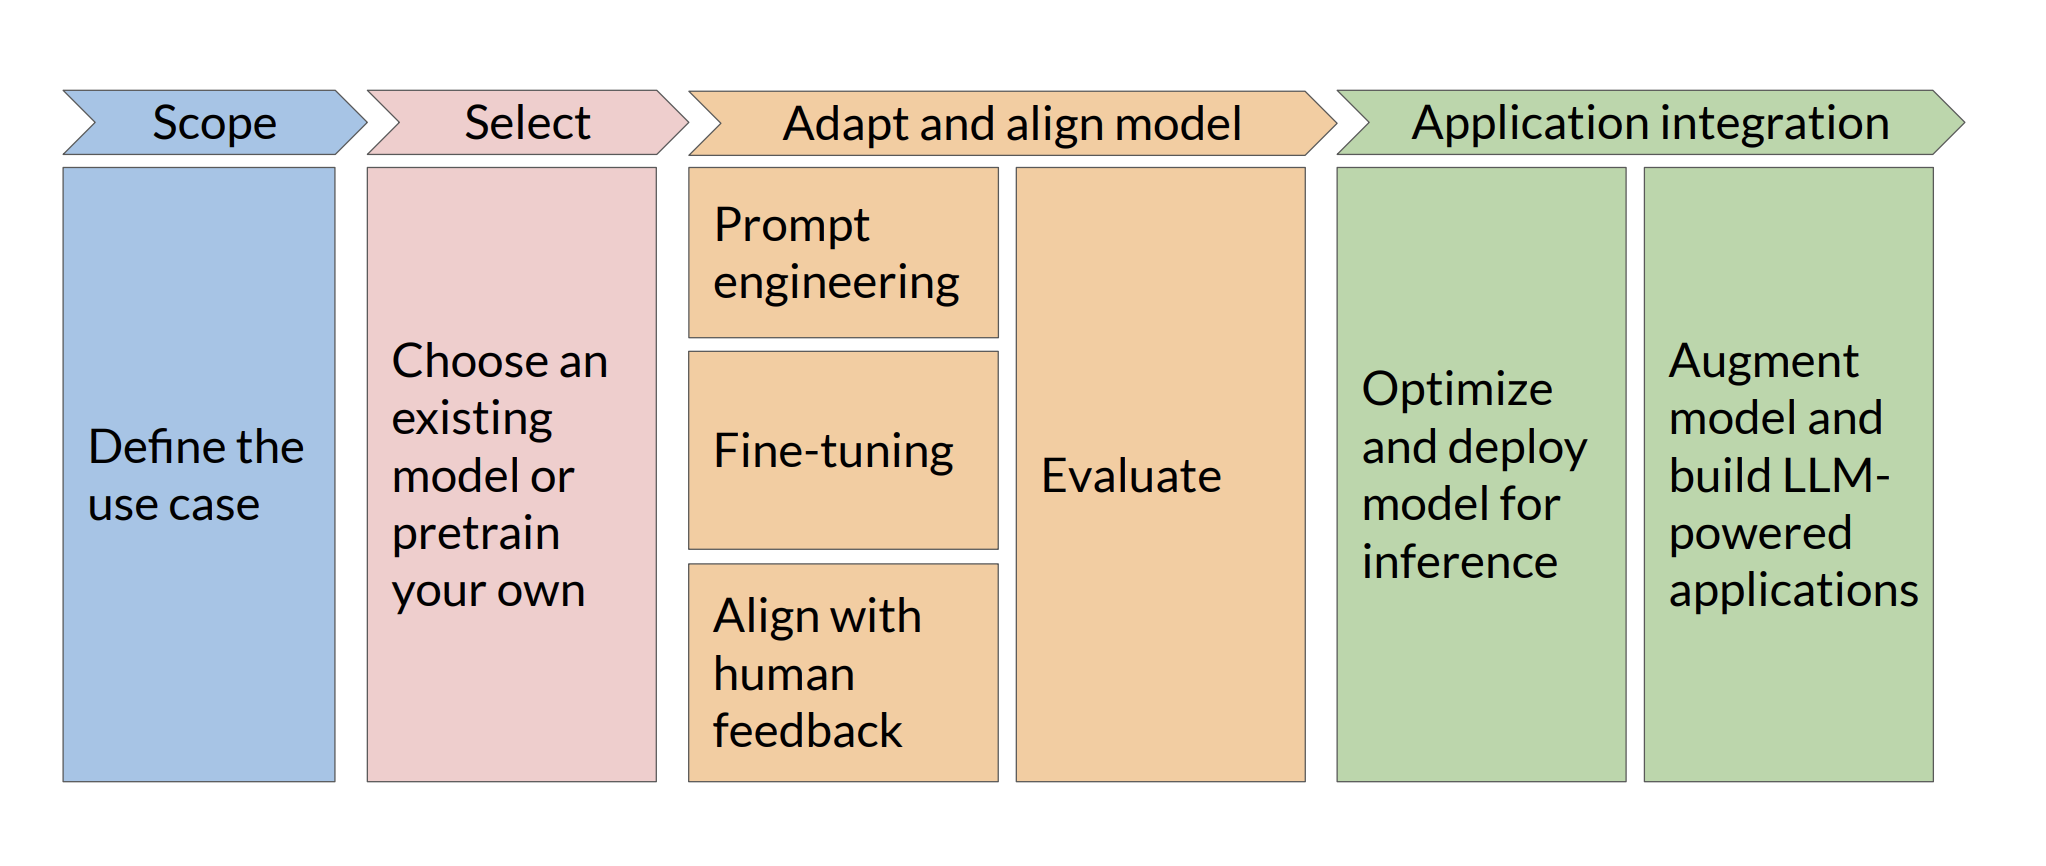 Scope
Select
Adapt and align model
Application integration
Define the
use case
Choose an
existing
model or
pretrain
your own
Prompt
engineering
Fine-tuning
Align with
human
feedback
Evaluate
Optimize
and deploy
model for
inference
Augment
model and
build LLM-
powered
applications